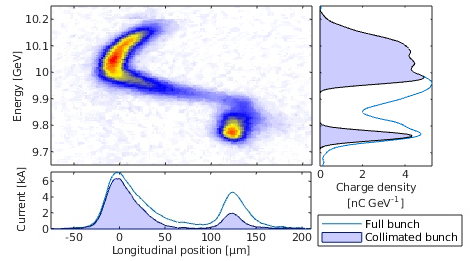 10.2
10.1
10
9.9
9.8
9.7
Energy [GeV]
6
4
2
0
Current [kA]
-50 0 50 100 150 200
Longitudinal position [μm]
0 2 4
Charge density
[nC GeV⁻¹]
Full bunch
Collimated bunch